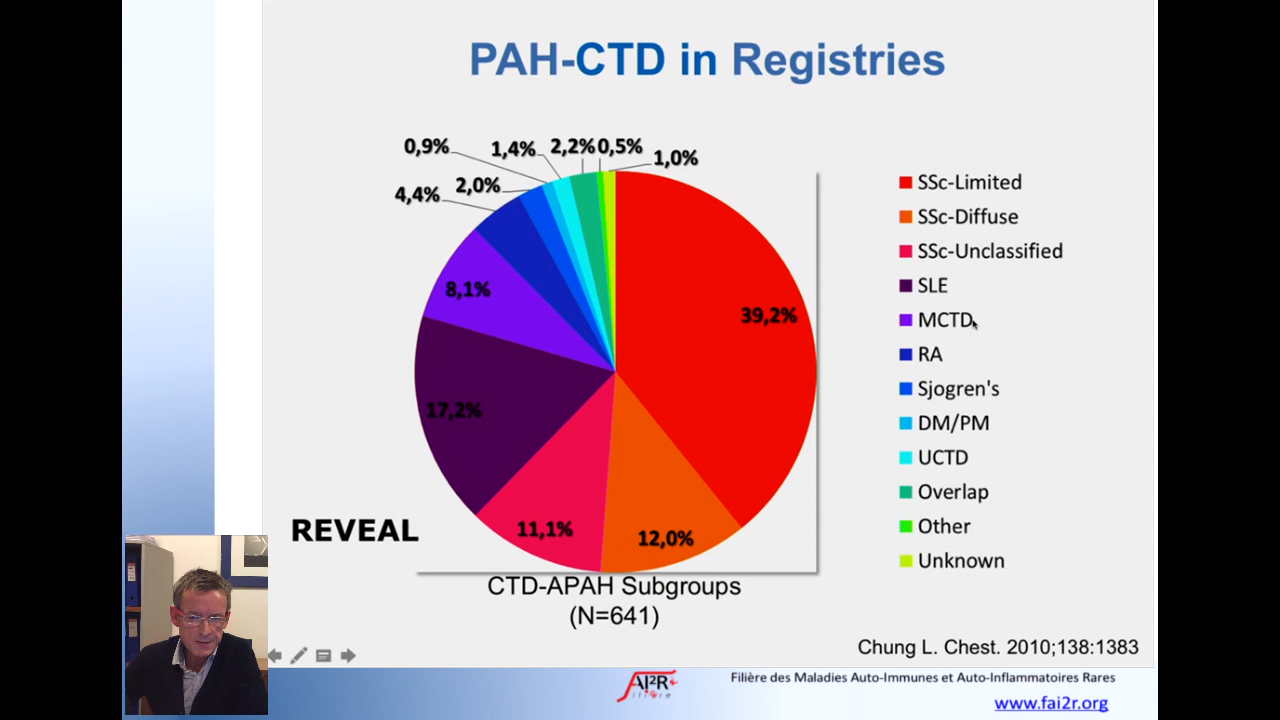 PAH-CTD in Registries
0,9%
1,4%
2,2%
0,5%
1,0%
4,4%
2,0%
8,1%
39,2%
17,2%
11,1%
12,0%
SSc-Limited
SSc-Diffuse
SSc-Unclassified
SLE
MCTD
RA
Sjogren's
DM/PM
UCTD
Overlap
Other
Unknown
REVEAL
CTD-APAH Subgroups
(N=641)
Chung L. Chest. 2010;138:1383
FAI2R
filière
Filière des Maladies Auto-Immunes et Auto-Inflammatoires Rares
www.fai2r.org